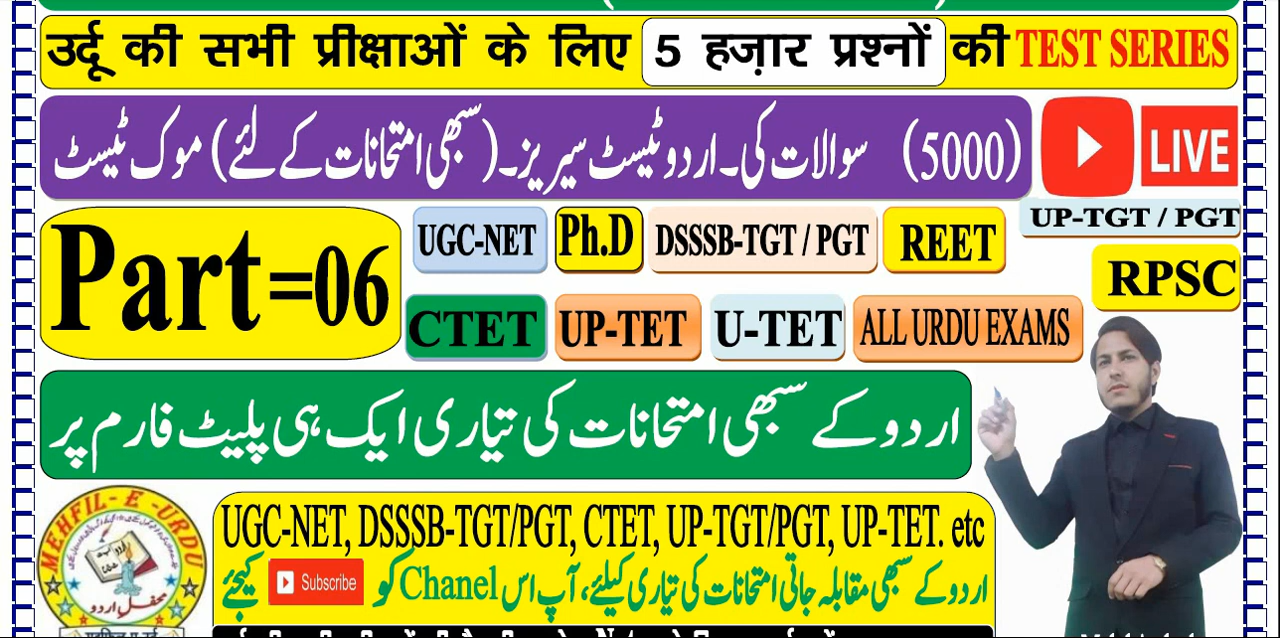 उर्दू की सभी प्रीक्षाओं के लिए 5 हज़ार प्रश्नों की TEST SERIES
(5000) سوالات کی۔اردو ٹیسٹ سیریز۔(سبھی امتحانات کے لئے) موک ٹیسٹ
LIVE
UP-TGT / PGT
Part=06
UGC-NET Ph.D DSSSB-TGT / PGT REET
RPSC
CTET UP-TET U-TET ALL URDU EXAMS
اردو کے سبھی امتحانات کی تیاری ایک ہی پلیٹ فارم پر
MEHFIL-E-URDU
محفل اردو
UGC-NET, DSSSB-TGT/PGT, CTET, UP-TGT/PGT, UP-TET. etc
اردو کے سبھی مقابلہ جاتی امتحانات کی تیاری کیلئے، آپ اس Chanel کو Subscribe کیجئے